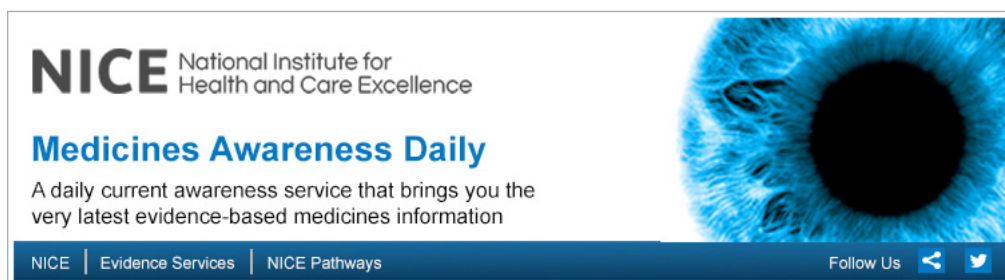 NICE National Institute for
Health and Care Excellence
Medicines Awareness Daily
A daily current awareness service that brings you the
very latest evidence-based medicines information
NICE | Evidence Services | NICE Pathways Follow Us